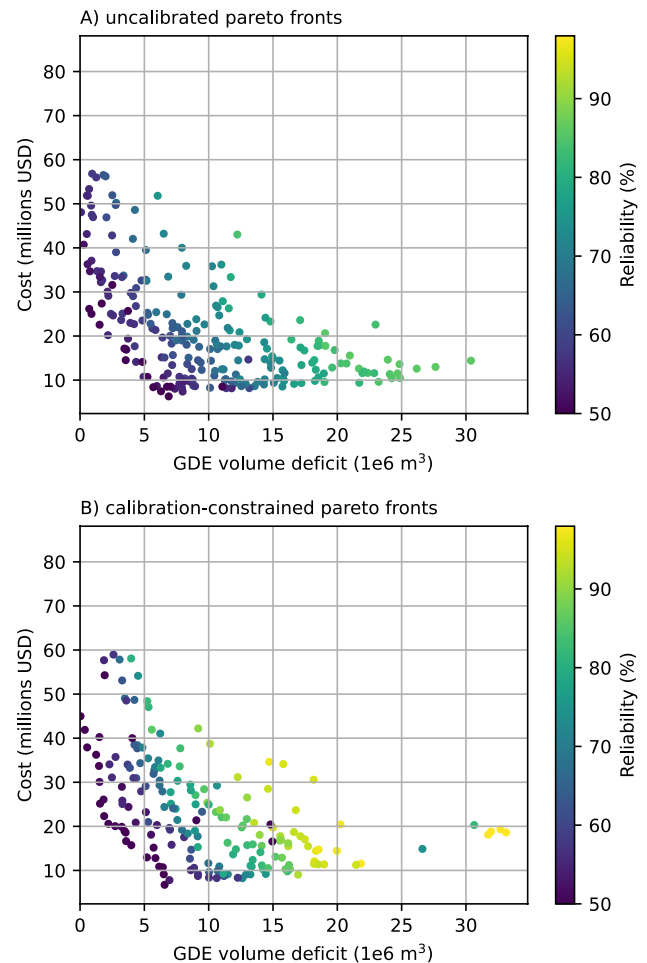 A) uncalibrated pareto fronts
80
70
60
50
40
30
20
10
Cost (millions USD)
0 5 10 15 20 25 30
GDE volume deficit (1e6 m³)
90
80
70
60
50
Reliability (%)
B) calibration-constrained pareto fronts
80
70
60
50
40
30
20
10
Cost (millions USD)
0 5 10 15 20 25 30
GDE volume deficit (1e6 m³)
90
80
70
60
50
Reliability (%)